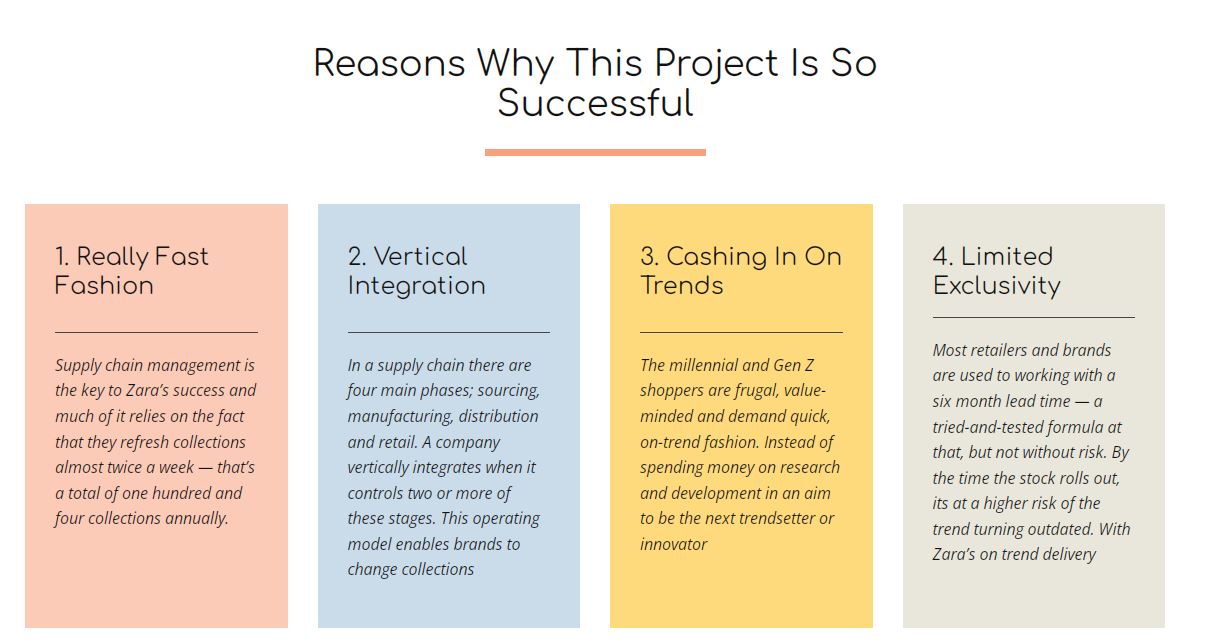 Reasons Why This Project Is So
Successful
1. Really Fast
Fashion
Supply chain management is
the key to Zara's success and
much of it relies on the fact
that they refresh collections
almost twice a week — that's
a total of one hundred and
four collections annually.
2. Vertical
Integration
In a supply chain there are
four main phases; sourcing,
manufacturing, distribution
and retail. A company
vertically integrates when it
controls two or more of
these stages. This operating
model enables brands to
change collections
3. Cashing In On
Trends
The millennial and Gen Z
shoppers are frugal, value-
minded and demand quick,
on-trend fashion. Instead of
spending money on research
and development in an aim
to be the next trendsetter or
innovator
4. Limited
Exclusivity
Most retailers and brands
are used to working with a
six month lead time — a
tried-and-tested formula at
that, but not without risk. By
the time the stock rolls out,
its at a higher risk of the
trend turning outdated. With
Zara's on trend delivery